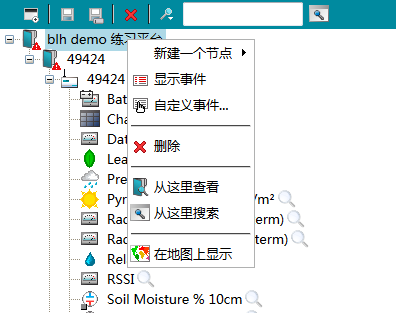 blh demo 练习平台
49424
49424
Bat
Cha
Dat
Lea
Pre
Pyr
/m²
Rad
term)
Rad
term)
Rel
RSSI
Soil Moisture % 10cm
新建一个节点
显示事件
自定义事件...
删除
从这里查看
从这里搜索
在地图上显示